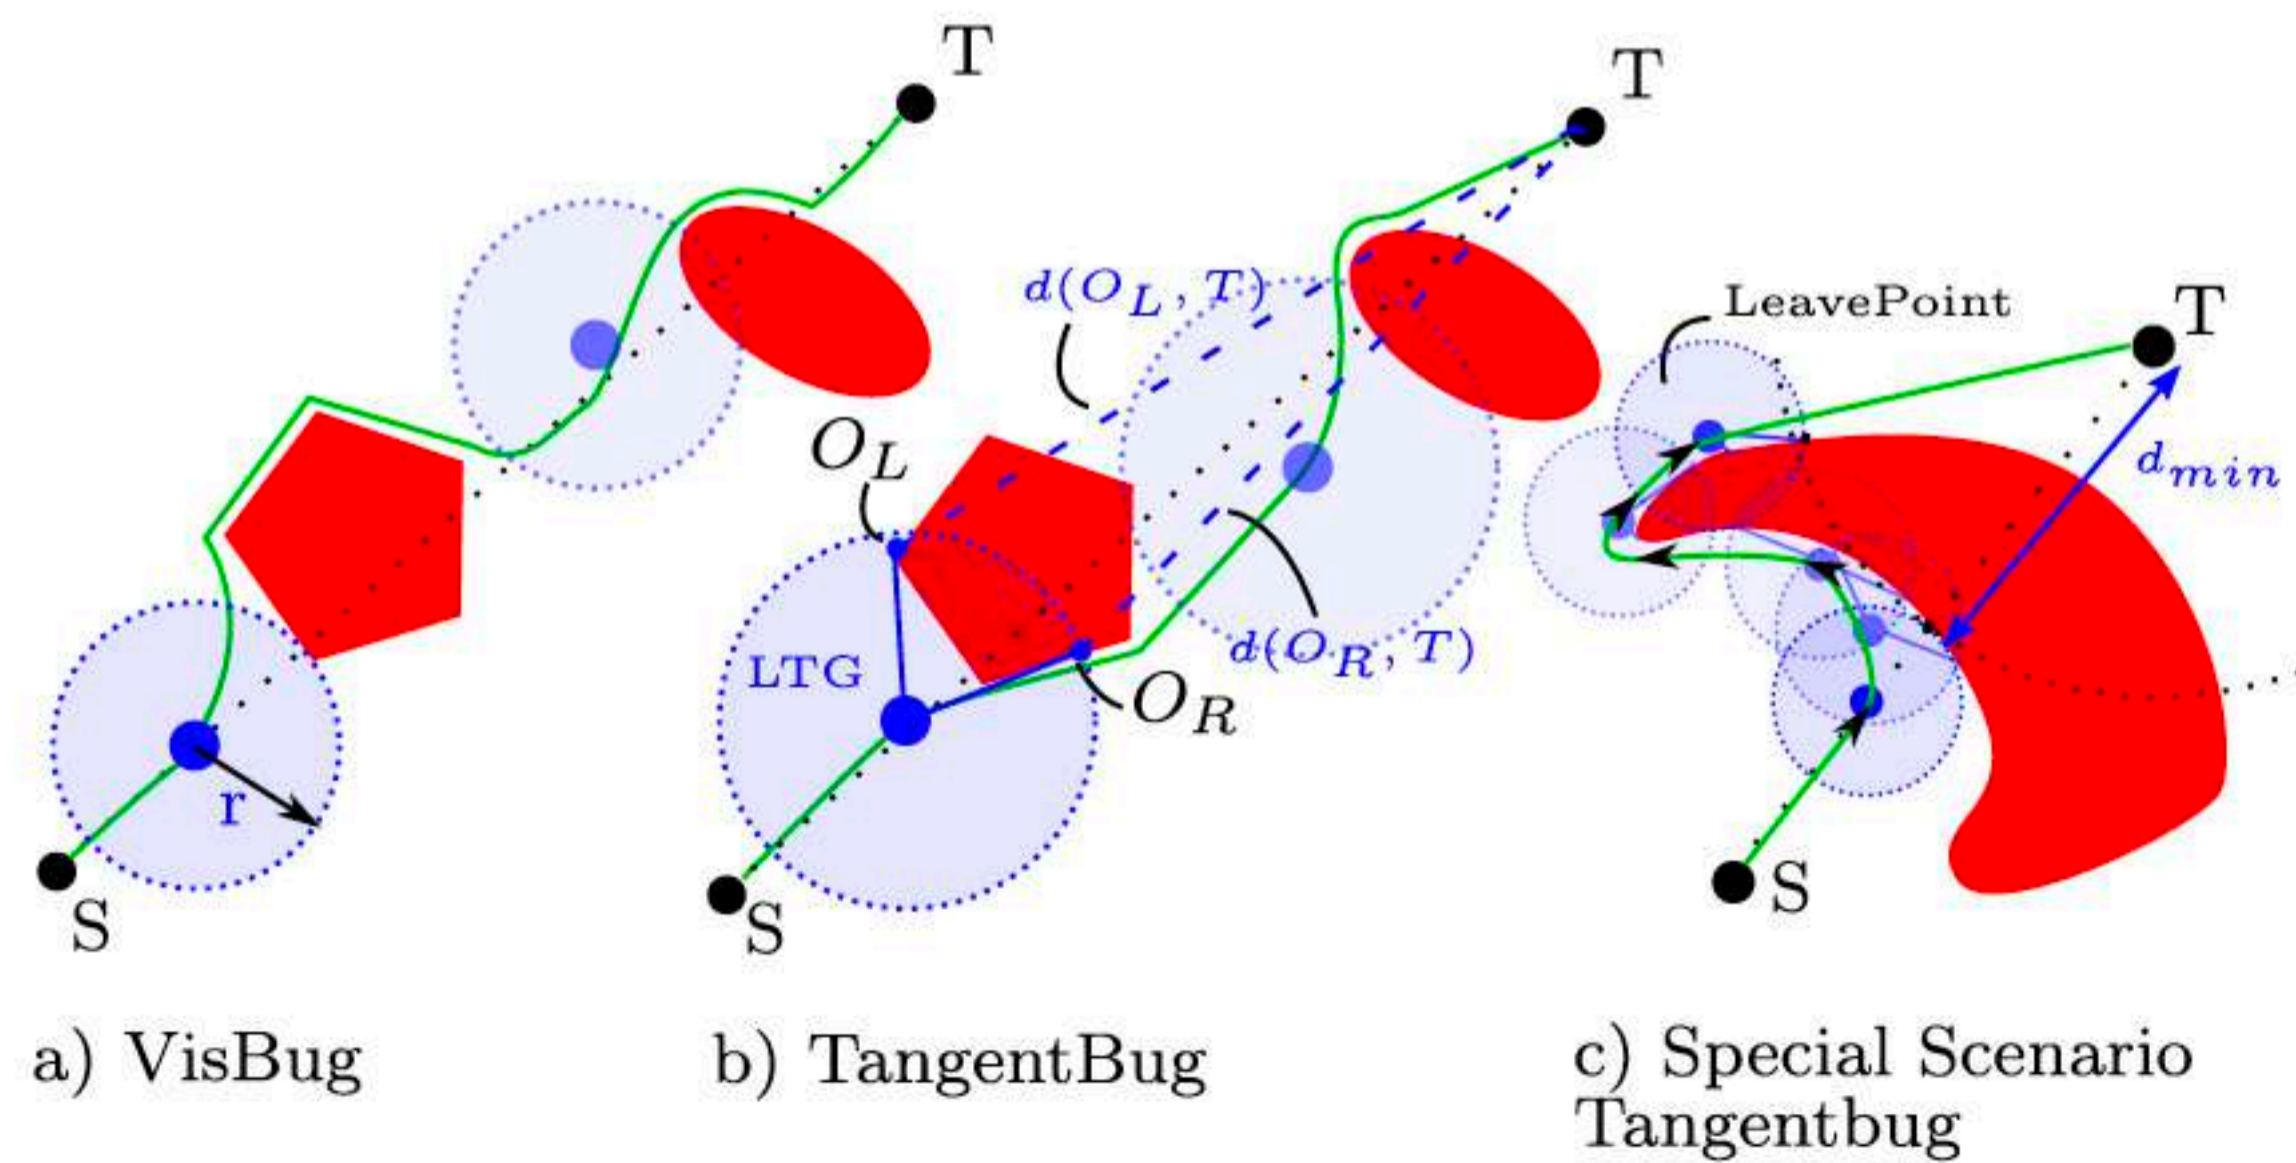 T
r
S
a) VisBug
T
d(O_L, T)
O_L
LTG
d(O_R, T)
O_R
S
b) TangentBug
LeavePoint
T
d_min
S
c) Special Scenario
Tangentbug